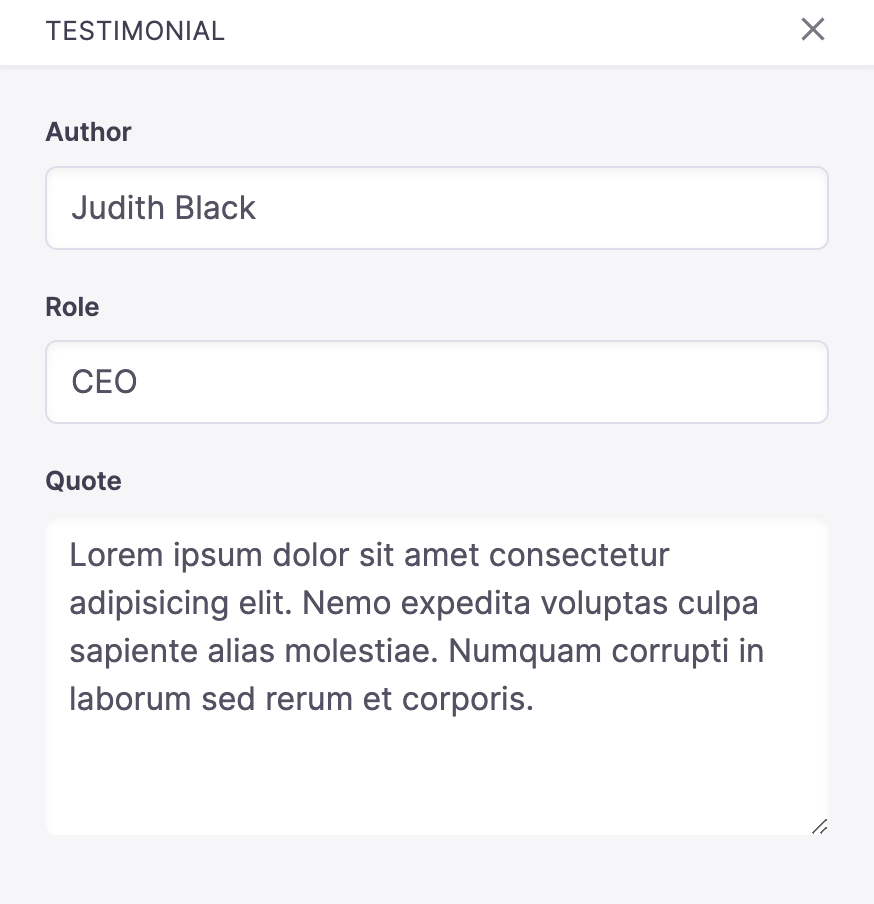 TESTIMONIAL
Author
Judith Black
Role
CEO
Quote
Lorem ipsum dolor sit amet consectetur
adipisicing elit. Nemo expedita voluptas culpa
sapiente alias molestiae. Numquam corrupti in
laborum sed rerum et corporis.